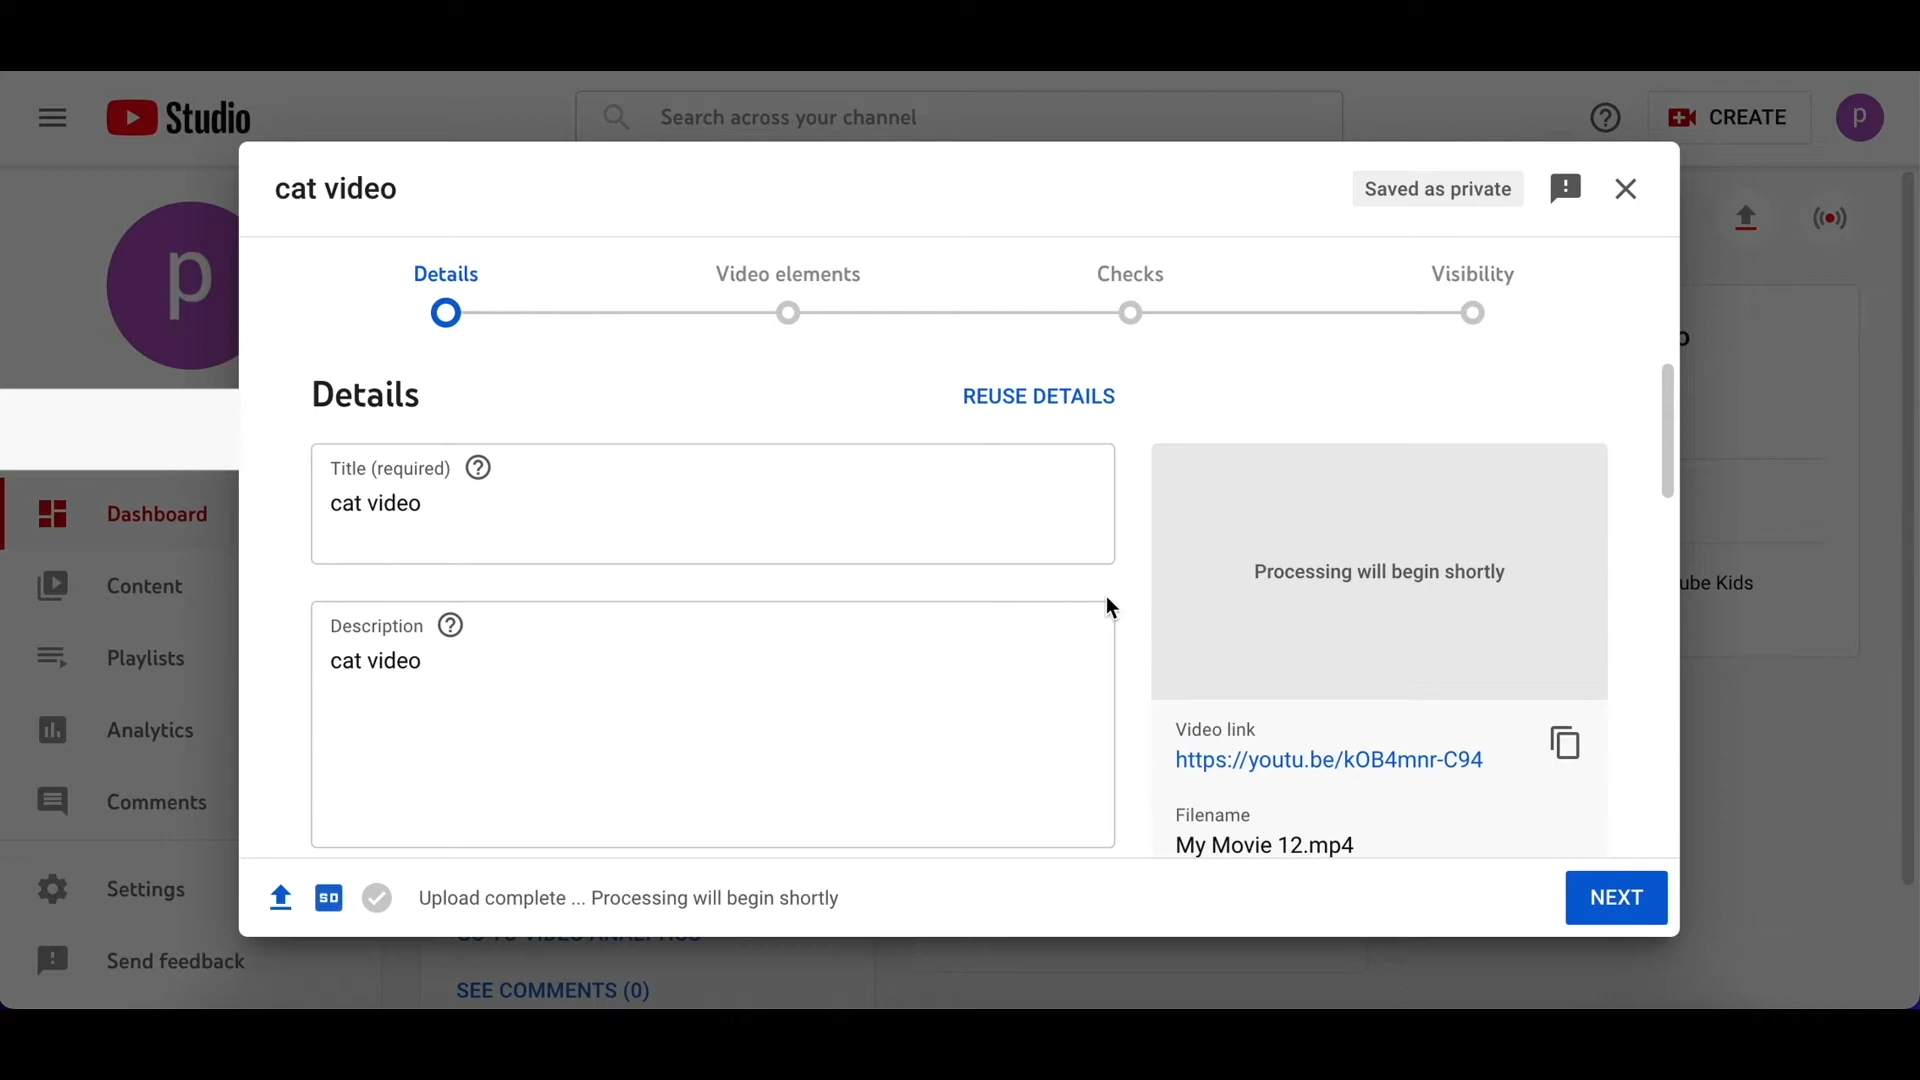 Studio
Search across your channel
CREATE
p
cat video
Saved as private
p
Details
Video elements
Checks
Visibility
Details
REUSE DETAILS
Title (required)
cat video
Processing will begin shortly
Description
cat video
Video link
https://youtu.be/kOB4mnr-C94
Filename
My Movie 12.mp4
Dashboard
Content
Playlists
Analytics
Comments
Settings
Send feedback
ube Kids
SD
Upload complete ... Processing will begin shortly
NEXT
SEE COMMENTS (0)